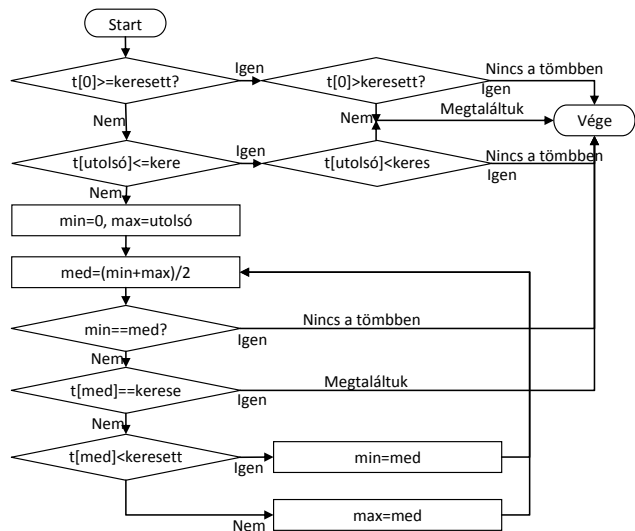 Start
t[0]>=keresett?
Igen
t[0]>keresett?
Nincs a tömbben
Igen
Nem
Nem
Megtaláltuk
Vége
t[utolsó]<=kere
Igen
t[utolsó]<keres
Nincs a tömbben
Igen
Nem
min=0, max=utolsó
med=(min+max)/2
min==med?
Nincs a tömbben
Igen
Nem
t[med]==kerese
Megtaláltuk
Igen
Nem
t[med]<keresett
Igen
min=med
Nem
max=med